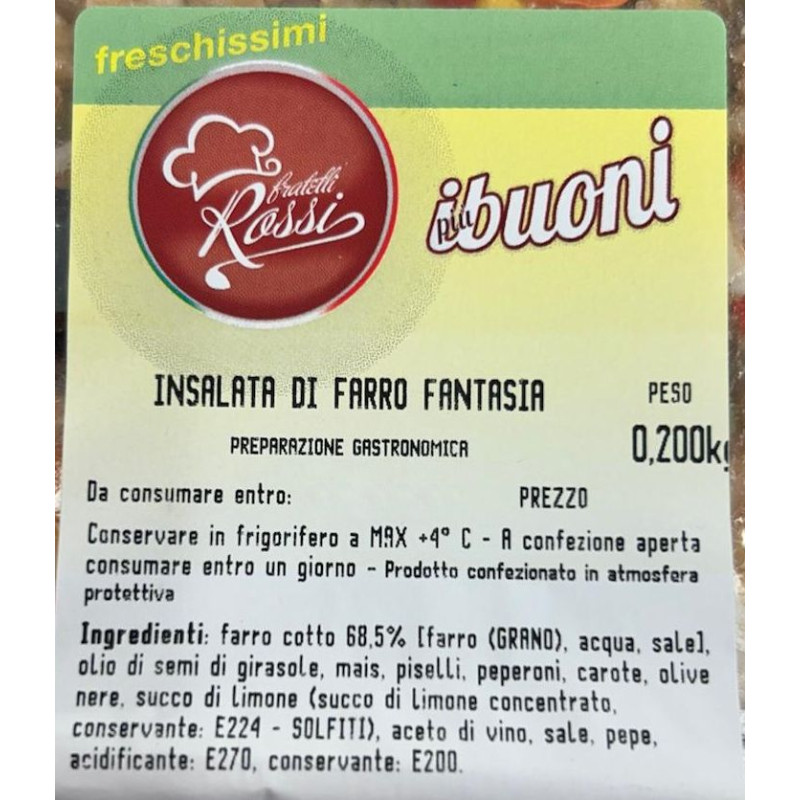 freschissimi
fratelli
Rossi
i più buoni
INSALATA DI FARRO FANTASIA
PESO
PREPARAZIONE GASTRONOMICA
0,200kg
Da consumare entro:
PREZZO
Conservare in frigorifero a MAX +4° C - A confezione aperta
consumare entro un giorno - Prodotto confezionato in atmosfera
protettiva
Ingredienti: farro cotto 68,5% [farro (GRANO), acqua, sale],
olio di semi di girasole, mais, piselli, peperoni, carote, olive
nere, succo di limone (succo di limone concentrato,
conservante: E224 - SOLFITI), aceto di vino, sale, pepe,
acidificante: E270, conservante: E200.